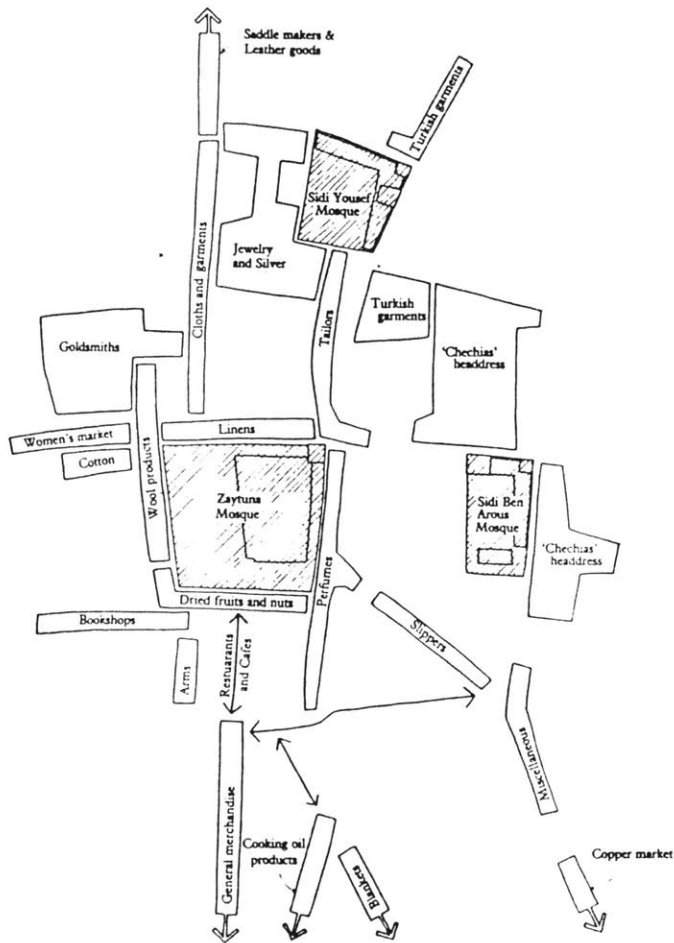 Saddle makers &
Leather goods
Turkish garments
Sidi Yousef
Mosque
Cloths and garments
Jewelry
and Silver
Tailors
Turkish
garments
Goldsmiths
'Chechias'
headdress
Women's market
Linens
Cotton
Wool products
Zaytuna
Mosque
Sidi Ben
Arous
Mosque
'Chechias'
headdress
Perfumes
Dried fruits and nuts
Bookshops
Slippers
Arms
Restuarants
and Cafes
Miscellaneous
General merchandise
Cooking oil
products
Blankets
Copper market